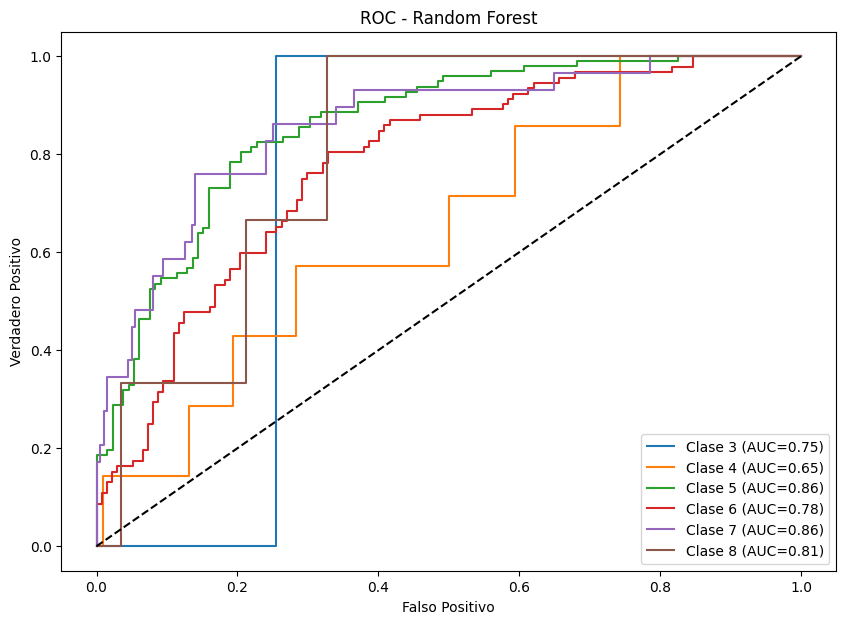 ROC - Random Forest
Verdadero Positivo
1.0
0.8
0.6
0.4
0.2
0.0
0.0 0.2 0.4 0.6 0.8 1.0
Falso Positivo
Clase 3 (AUC=0.75)
Clase 4 (AUC=0.65)
Clase 5 (AUC=0.86)
Clase 6 (AUC=0.78)
Clase 7 (AUC=0.86)
Clase 8 (AUC=0.81)